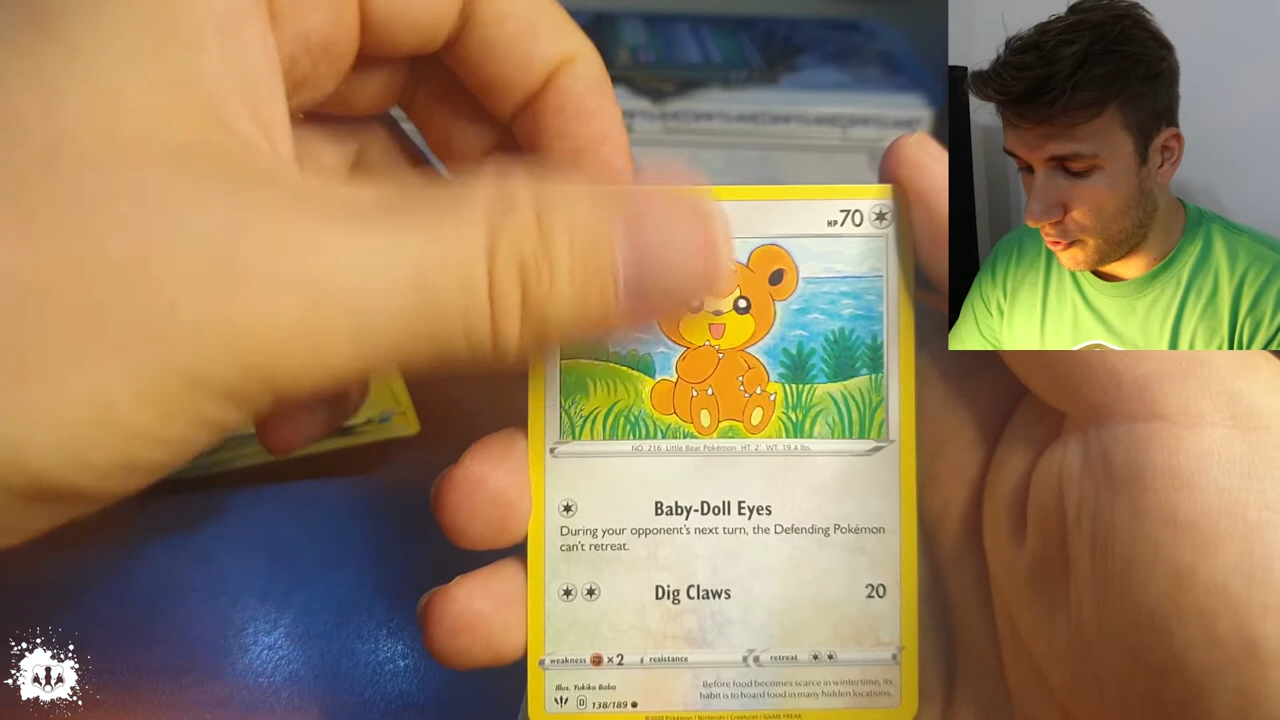 HP 70
NO. 216 Little Bear Pokémon HT. 2' WT. 19.4 lbs.
Baby-Doll Eyes
During your opponent's next turn, the Defending Pokémon
can't retreat.
Dig Claws 20
weakness ×2 resistance retreat
Illus. Yukiko Baba
Before food becomes scarce in wintertime, its
habit is to hoard food in many hidden locations.
D 138/189
©2020 Pokémon / Nintendo / Creatures / GAME FREAK